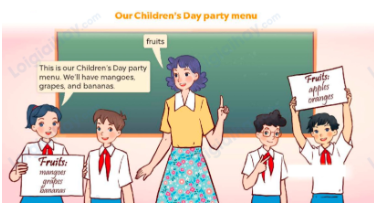 Our Children's Day party menu
fruits
This is our Children's Day party
menu. We'll have mangoes,
grapes, and bananas.
Fruits:
apples
oranges
Fruits:
mangoes
grapes
bananas